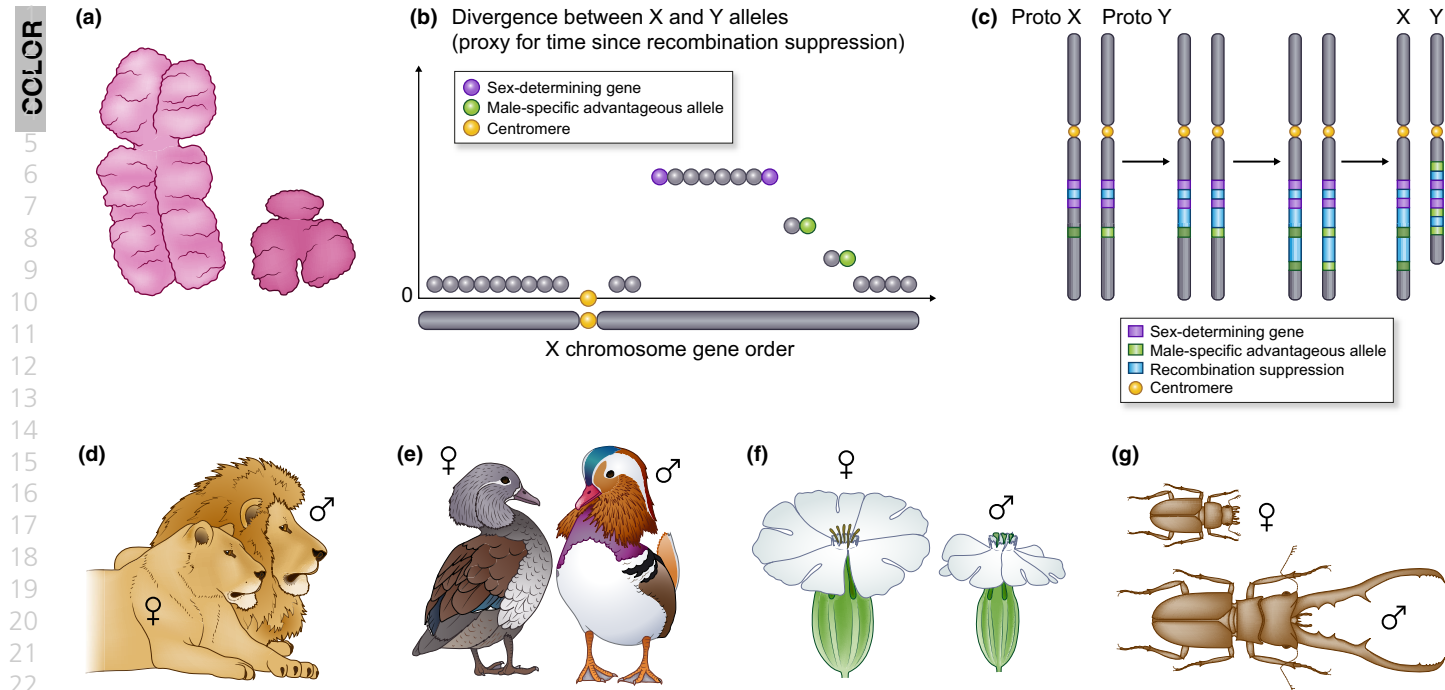 COLOR
5
6
7
8
9
10
11
12
13
14
15
16
17
18
19
20
21
22
(a)
(b) Divergence between X and Y alleles
(proxy for time since recombination suppression)
Sex-determining gene
Male-specific advantageous allele
Centromere
0
X chromosome gene order
(c) Proto X Proto Y X Y
Sex-determining gene
Male-specific advantageous allele
Recombination suppression
Centromere
(d)
♂
♀
(e) ♀ ♂
(f) ♀
♂
(g)
♀
♂